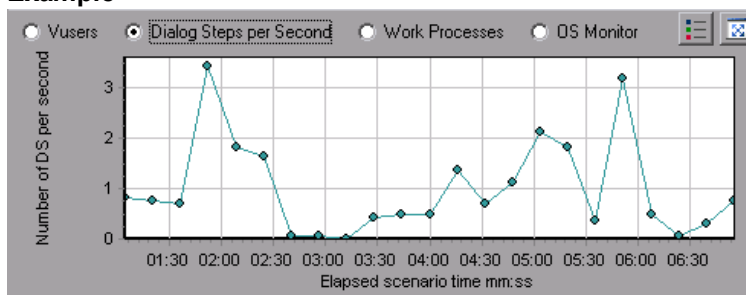 Example
Vusers Dialog Steps per Second Work Processes OS Monitor
Number of DS per second
3
2
1
0
01:30 02:00 02:30 03:00 03:30 04:00 04:30 05:00 05:30 06:00 06:30
Elapsed scenario time mm:ss